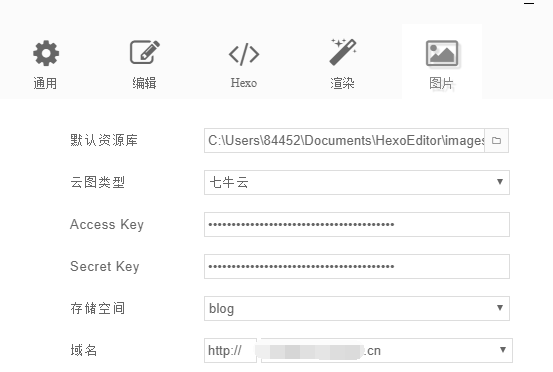 通用 编辑 Hexo 渲染 图片
默认资源库 C:\Users\84452\Documents\HexoEditor\images
云图类型 七牛云
Access Key ••••••••••••••••••••••••••••••••••••••••
Secret Key ••••••••••••••••••••••••••••••••••••••••
存储空间 blog
域名 http:// .cn